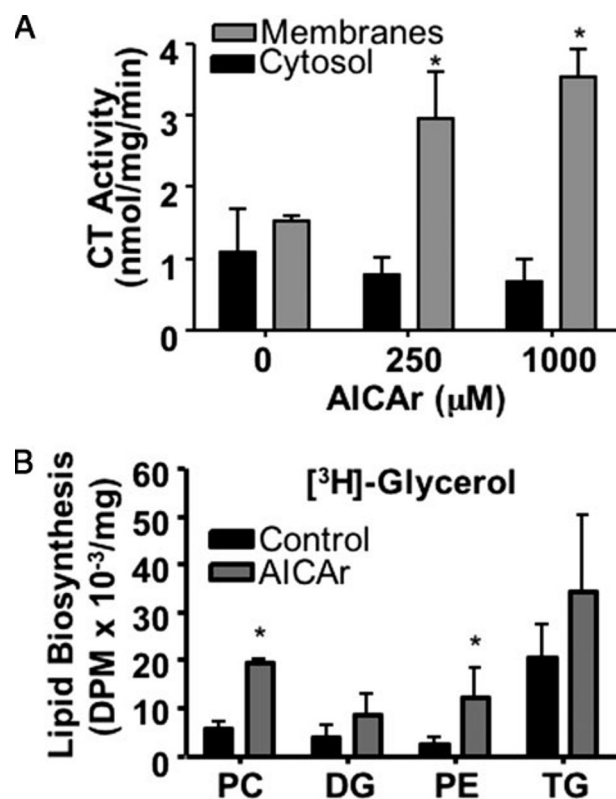 A
Membranes
Cytosol
CT Activity
(nmol/mg/min)
4
3
2
1
0
*
*
0 250 1000
AICAr (μM)
B
[³H]-Glycerol
Control
AICAr
Lipid Biosynthesis
(DPM x 10⁻³/mg)
60
50
40
30
20
10
0
*
*
PC DG PE TG